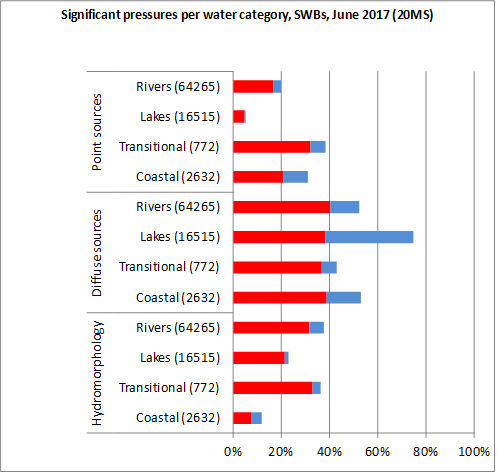 Significant pressures per water category, SWBs, June 2017 (20MS)
Point sources
Rivers (64265)
Lakes (16515)
Transitional (772)
Coastal (2632)
Diffuse sources
Rivers (64265)
Lakes (16515)
Transitional (772)
Coastal (2632)
Hydromorphology
Rivers (64265)
Lakes (16515)
Transitional (772)
Coastal (2632)
0% 20% 40% 60% 80% 100%